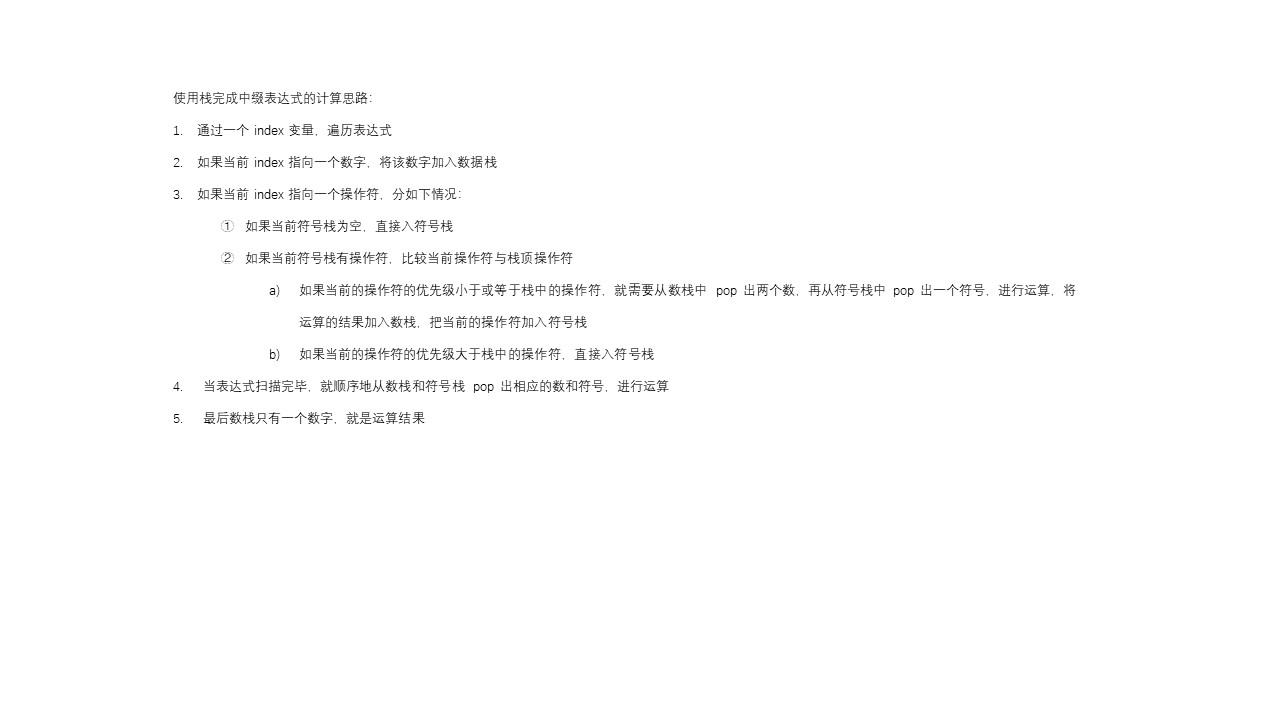 使用栈完成中缀表达式的计算思路：
1. 通过一个 index 变量，遍历表达式
2. 如果当前 index 指向一个数字，将该数字加入数据栈
3. 如果当前 index 指向一个操作符，分如下情况：
① 如果当前符号栈为空，直接入符号栈
② 如果当前符号栈有操作符，比较当前操作符与栈顶操作符
a) 如果当前的操作符的优先级小于或等于栈中的操作符，就需要从数栈中 pop 出两个数，再从符号栈中 pop 出一个符号，进行运算，将
运算的结果加入数栈，把当前的操作符加入符号栈
b) 如果当前的操作符的优先级大于栈中的操作符，直接入符号栈
4. 当表达式扫描完毕，就顺序地从数栈和符号栈 pop 出相应的数和符号，进行运算
5. 最后数栈只有一个数字，就是运算结果